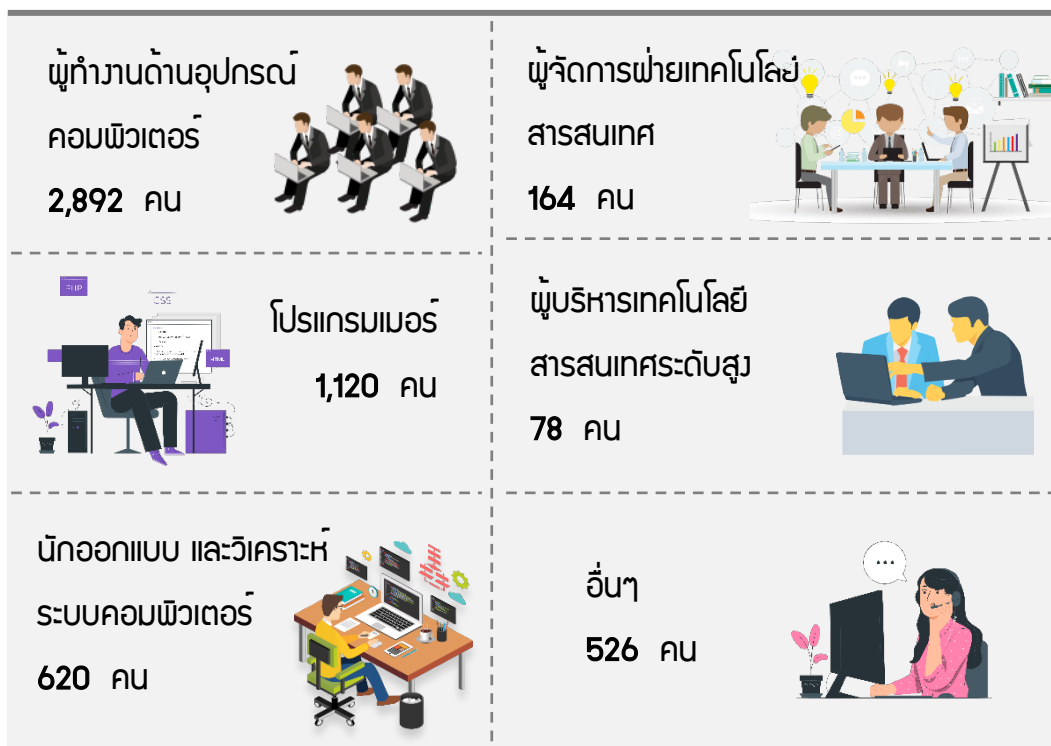 ผู้ทำงานด้านอุปกรณ์
คอมพิวเตอร์
2,892 คน
ผู้จัดการฝ่ายเทคโนโลยี
สารสนเทศ
164 คน
PHP
CSS
HTML
โปรแกรมเมอร์
1,120 คน
ผู้บริหารเทคโนโลยี
สารสนเทศระดับสูง
78 คน
นักออกแบบ และวิเคราะห์
ระบบคอมพิวเตอร์
620 คน
อื่นๆ
526 คน